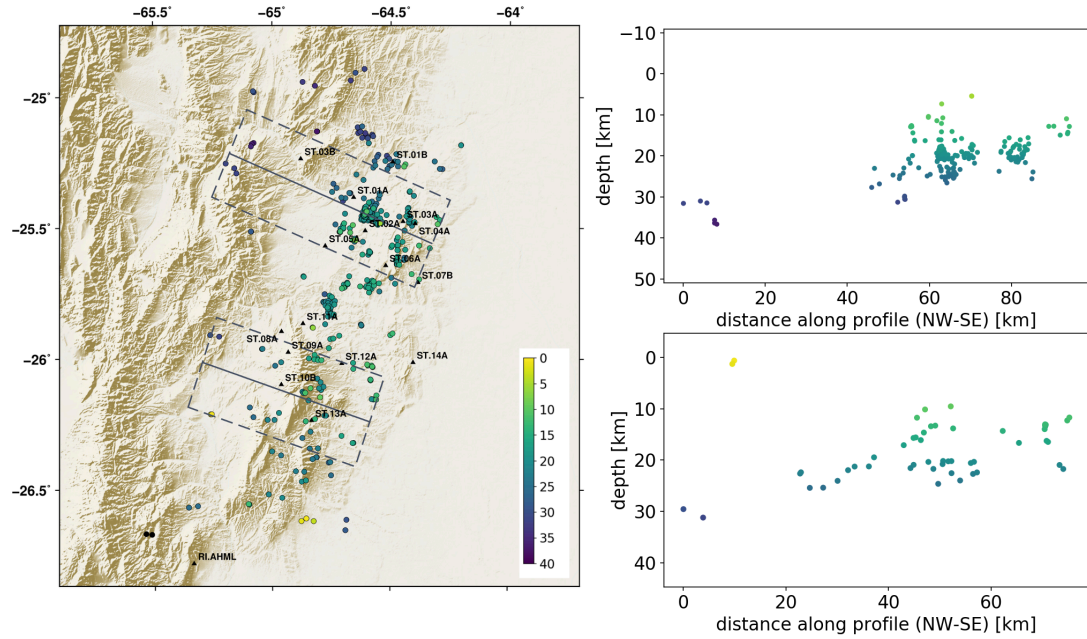 −65.5 −65 −64.5 −64
−25
−25.5
−26
−26.5
ST.03B
ST.01B
ST.01A
ST.03A
ST.02A
ST.04A
ST.05A
ST.06A
ST.07B
ST.11A
ST.08A
ST.09A
ST.12A
ST.14A
ST.10B
ST.13A
RI.AHML
0
5
10
15
20
25
30
35
40
−10
0
10
20
30
40
50
depth [km]
0 20 40 60 80
distance along profile (NW-SE) [km]
0
10
20
30
40
depth [km]
0 20 40 60
distance along profile (NW-SE) [km]